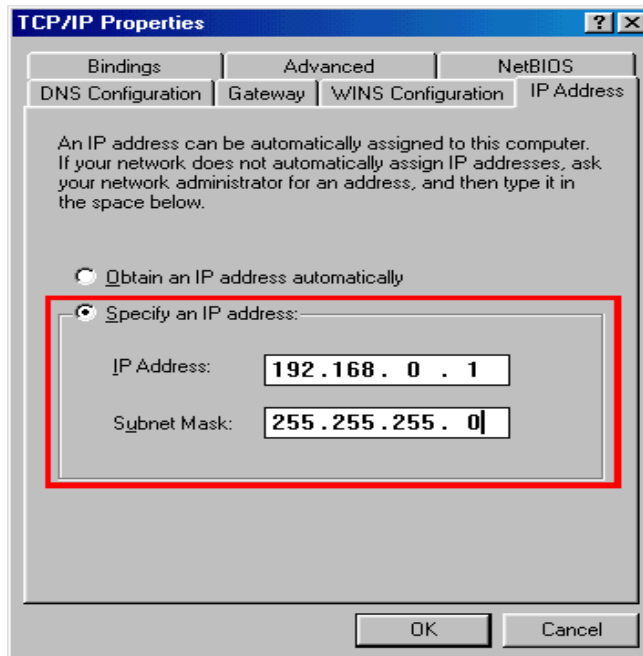 TCP/IP Properties
? X
Bindings Advanced NetBIOS
DNS Configuration Gateway WINS Configuration IP Address
An IP address can be automatically assigned to this computer.
If your network does not automatically assign IP addresses, ask
your network administrator for an address, and then type it in
the space below.
Obtain an IP address automatically
Specify an IP address:
IP Address: 192.168. 0 . 1
Subnet Mask: 255.255.255. 0
OK Cancel